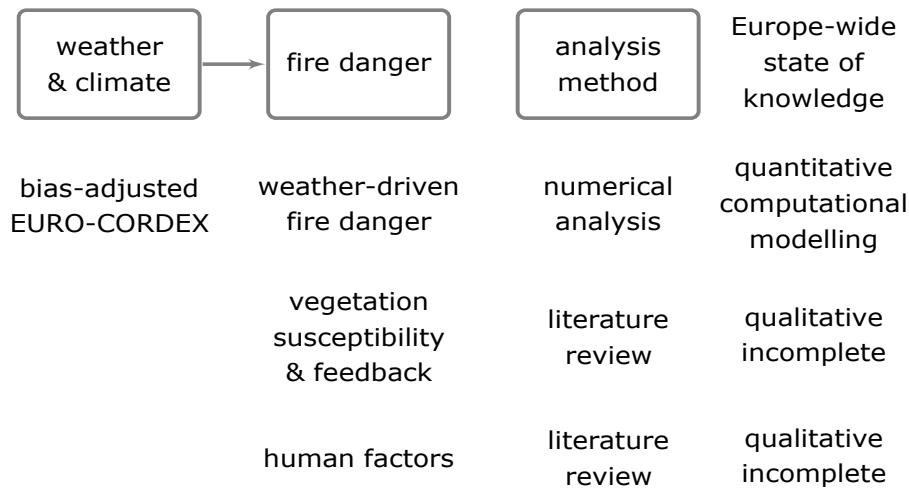 weather
& climate
fire danger
analysis
method
Europe-wide
state of
knowledge
bias-adjusted
EURO-CORDEX
weather-driven
fire danger
numerical
analysis
quantitative
computational
modelling
vegetation
susceptibility
& feedback
literature
review
qualitative
incomplete
human factors
literature
review
qualitative
incomplete